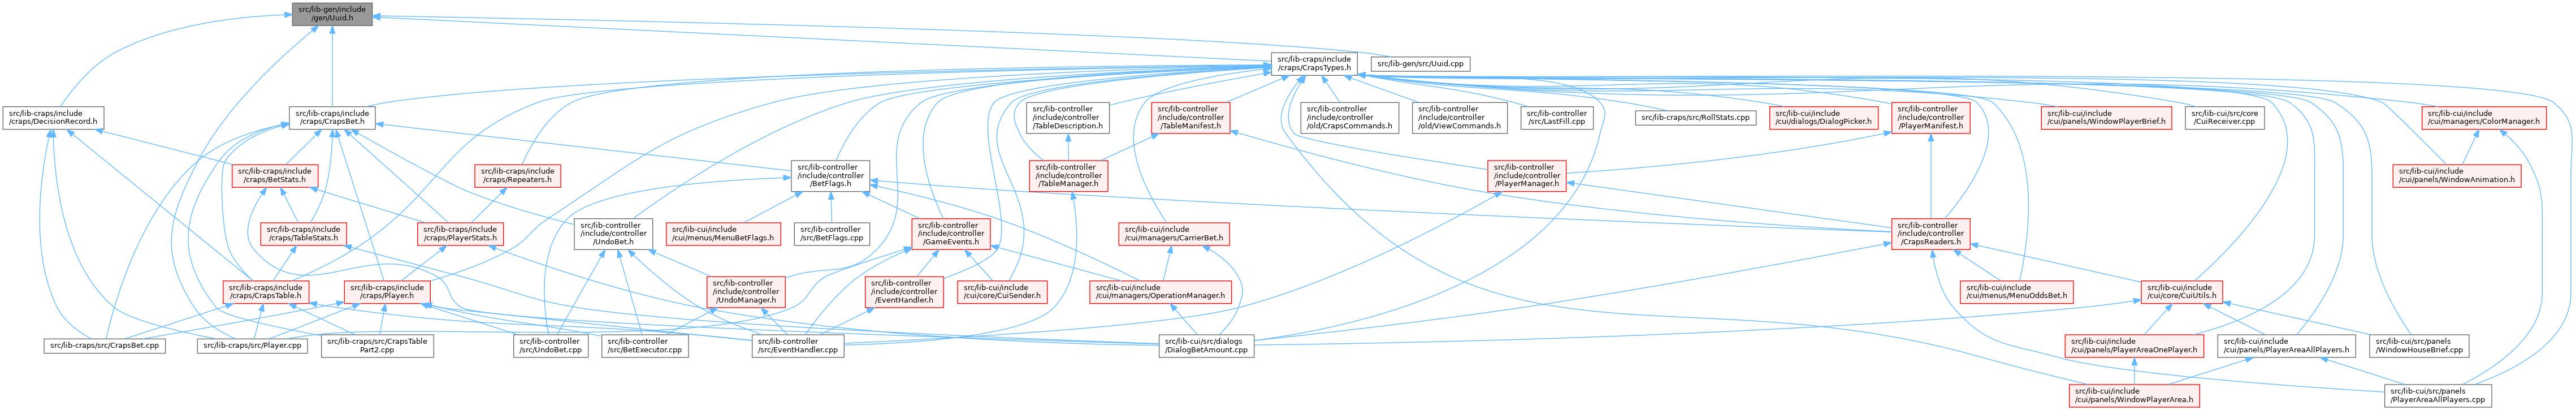 src/lib-gen/include
/gen/Uuid.h
src/lib-craps/include
/craps/CrapsTypes.h
src/lib-gen/src/Uuid.cpp
src/lib-craps/include
/craps/DecisionRecord.h
src/lib-craps/include
/craps/CrapsBet.h
src/lib-controller
/include/controller
/TableDescription.h
src/lib-controller
/include/controller
/TableManifest.h
src/lib-controller
/include/controller
/old/CrapsCommands.h
src/lib-controller
/include/controller
/old/ViewCommands.h
src/lib-controller
/src/LastFill.cpp
src/lib-craps/src/RollStats.cpp
src/lib-cui/include
/cui/dialogs/DialogPicker.h
src/lib-controller
/include/controller
/PlayerManifest.h
src/lib-cui/include
/cui/panels/WindowPlayerBrief.h
src/lib-cui/src/core
/CuiReceiver.cpp
src/lib-cui/include
/cui/managers/ColorManager.h
src/lib-craps/include
/craps/BetStats.h
src/lib-craps/include
/craps/Repeaters.h
src/lib-controller
/include/controller
/BetFlags.h
src/lib-controller
/include/controller
/TableManager.h
src/lib-controller
/include/controller
/PlayerManager.h
src/lib-cui/include
/cui/panels/WindowAnimation.h
src/lib-craps/include
/craps/TableStats.h
src/lib-craps/include
/craps/PlayerStats.h
src/lib-controller
/include/controller
/UndoBet.h
src/lib-cui/include
/cui/menus/MenuBetFlags.h
src/lib-controller
/src/BetFlags.cpp
src/lib-controller
/include/controller
/GameEvents.h
src/lib-cui/include
/cui/managers/CarrierBet.h
src/lib-controller
/include/controller
/CrapsReaders.h
src/lib-craps/include
/craps/CrapsTable.h
src/lib-craps/include
/craps/Player.h
src/lib-controller
/include/controller
/UndoManager.h
src/lib-controller
/include/controller
/EventHandler.h
src/lib-cui/include
/cui/core/CuiSender.h
src/lib-cui/include
/cui/managers/OperationManager.h
src/lib-cui/include
/cui/menus/MenuOddsBet.h
src/lib-cui/include
/cui/core/CuiUtils.h
src/lib-craps/src/CrapsBet.cpp
src/lib-craps/src/Player.cpp
src/lib-craps/src/CrapsTable
Part2.cpp
src/lib-controller
/src/UndoBet.cpp
src/lib-controller
/src/BetExecutor.cpp
src/lib-controller
/src/EventHandler.cpp
src/lib-cui/src/dialogs
/DialogBetAmount.cpp
src/lib-cui/include
/cui/panels/PlayerAreaOnePlayer.h
src/lib-cui/include
/cui/panels/PlayerAreaAllPlayers.h
src/lib-cui/src/panels
/WindowHouseBrief.cpp
src/lib-cui/include
/cui/panels/WindowPlayerArea.h
src/lib-cui/src/panels
/PlayerAreaAllPlayers.cpp